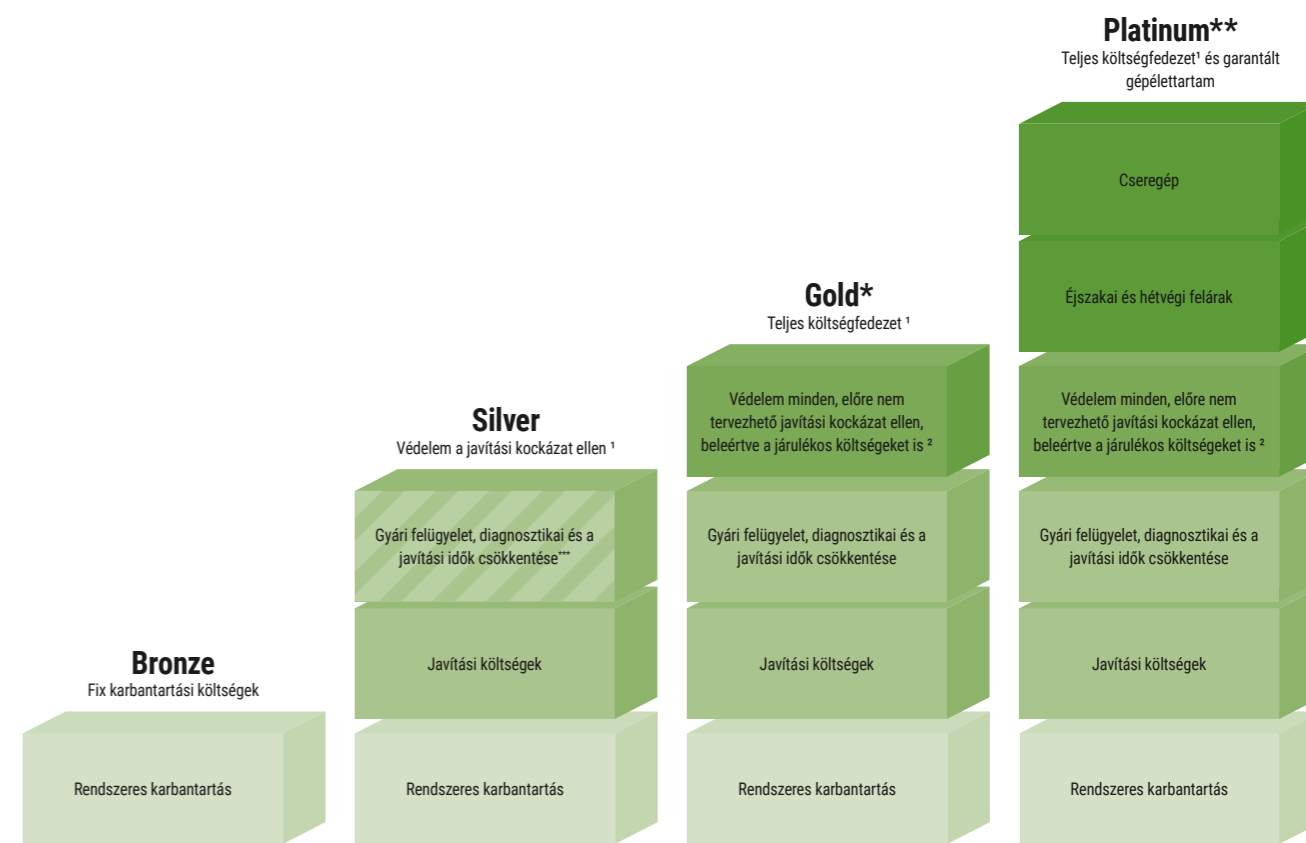 Platinum**
Teljes költségfedezet¹ és garantált
gépélettartam
Cseregép
Éjszakai és hétvégi felárak
Védelem minden, előre nem
tervezhető javítási kockázat ellen,
beleértve a járulékos költségeket is ²
Gyári felügyelet, diagnosztikai és a
javítási idők csökkentése
Javítási költségek
Rendszeres karbantartás
Gold*
Teljes költségfedezet ¹
Védelem minden, előre nem
tervezhető javítási kockázat ellen,
beleértve a járulékos költségeket is ²
Gyári felügyelet, diagnosztikai és a
javítási idők csökkentése
Javítási költségek
Rendszeres karbantartás
Silver
Védelem a javítási kockázat ellen ¹
Gyári felügyelet, diagnosztikai és a
javítási idők csökkentése***
Javítási költségek
Rendszeres karbantartás
Bronze
Fix karbantartási költségek
Rendszeres karbantartás